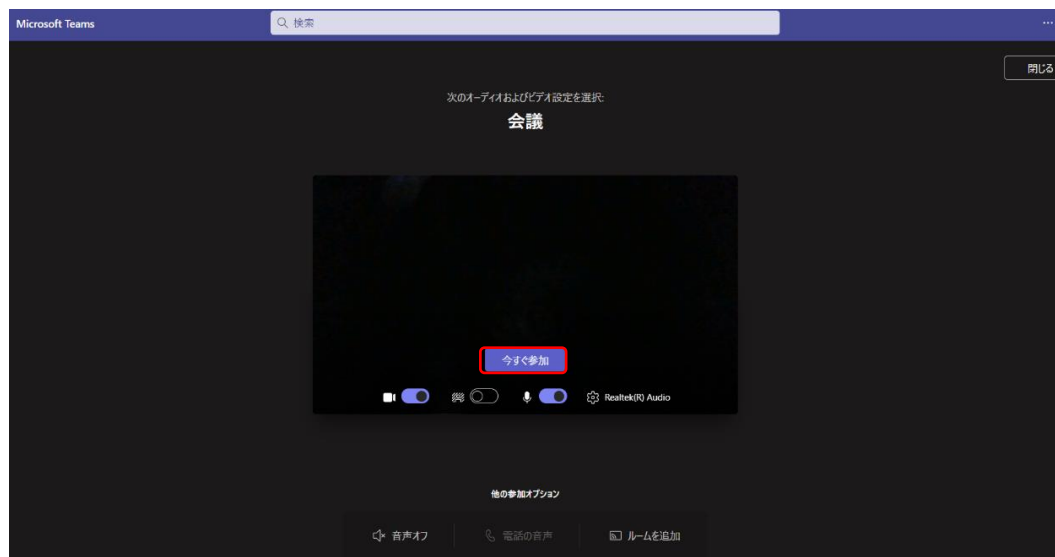 Microsoft Teams
検索
...
閉じる
次のオーディオおよびビデオ設定を選択:
会議
今すぐ参加
Realtek(R) Audio
他の参加オプション
音声オフ
電話の音声
ルームを追加